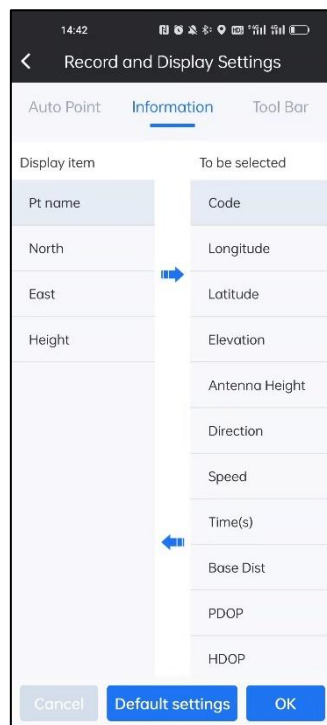 14:42
Record and Display Settings
Auto Point Information Tool Bar
Display item To be selected
Pt name Code
North Longitude
East Latitude
Height Elevation
Antenna Height
Direction
Speed
Time(s)
Base Dist
PDOP
HDOP
Cancel Default settings OK